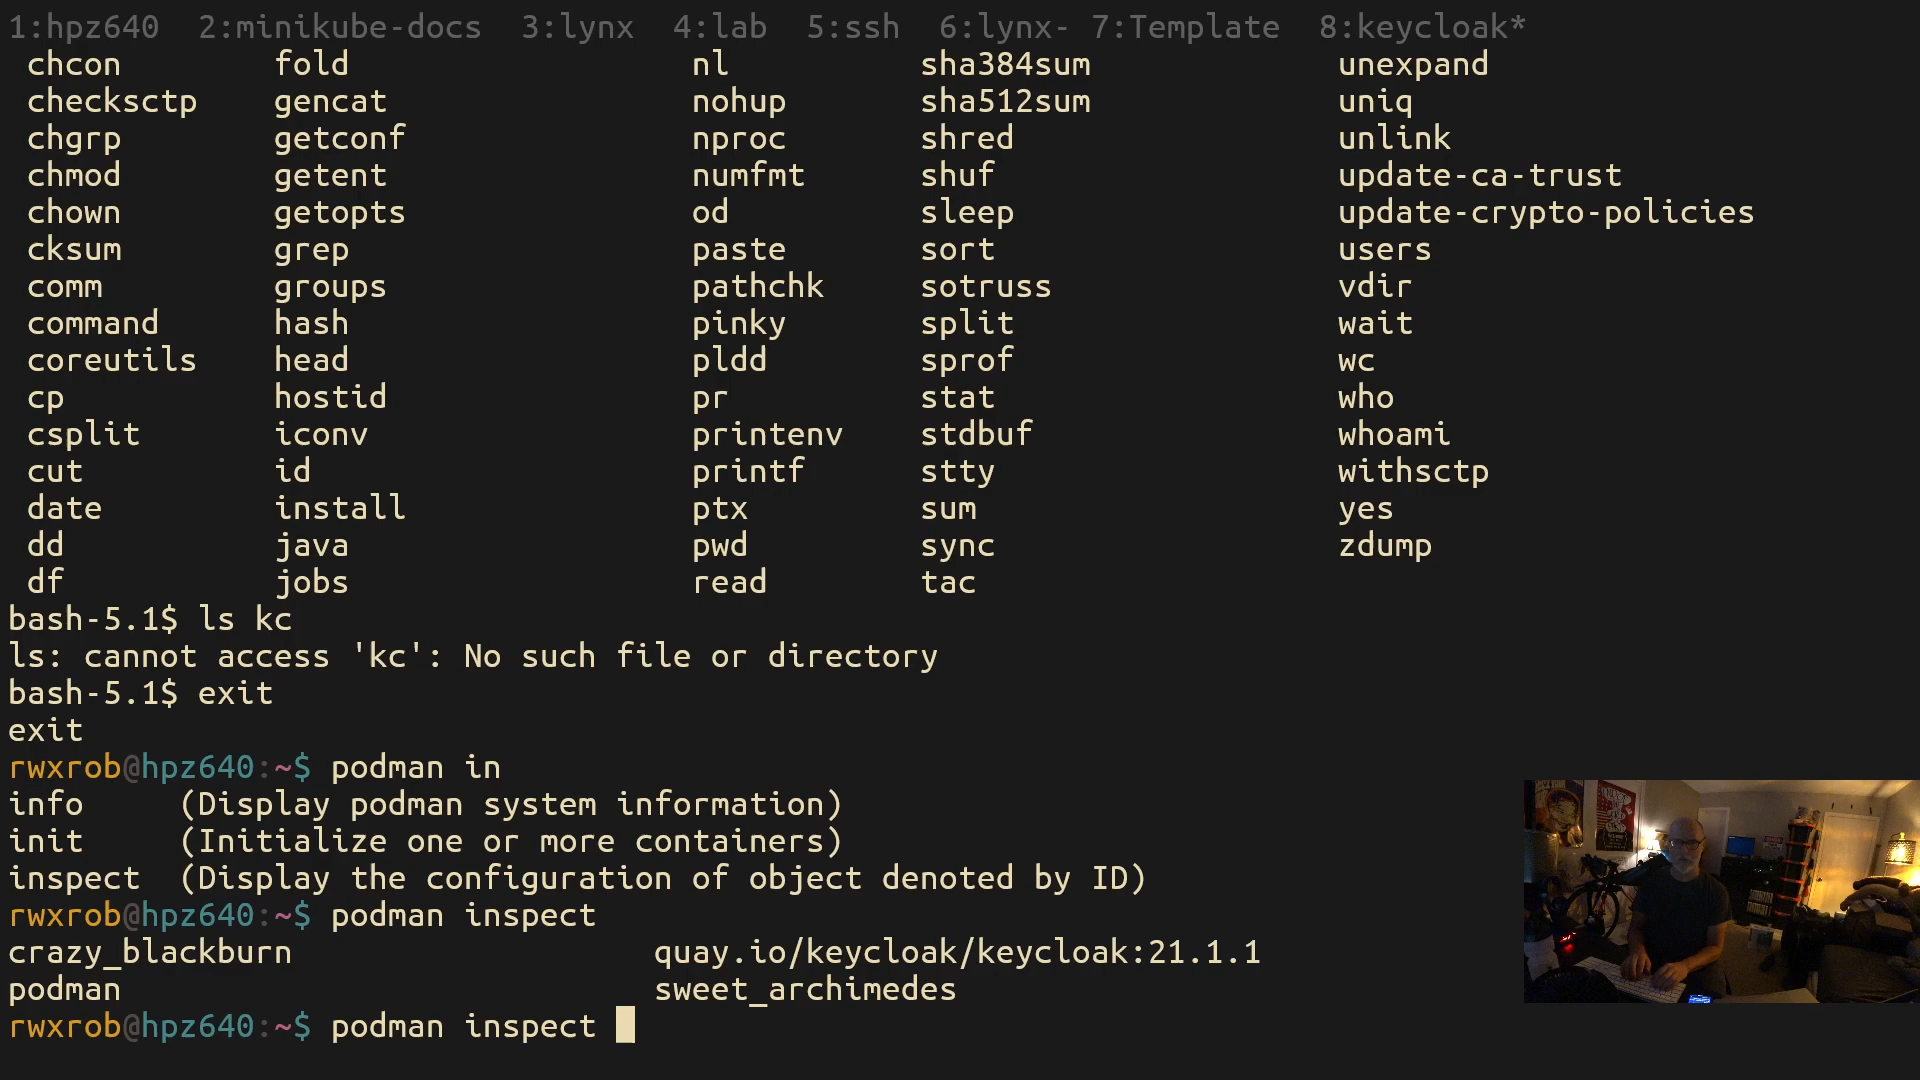 1:hpz640  2:minikube-docs  3:lynx  4:lab  5:ssh  6:lynx- 7:Template  8:keycloak*
chcon fold nl sha384sum unexpand
checksctp gencat nohup sha512sum uniq
chgrp getconf nproc shred unlink
chmod getent numfmt shuf update-ca-trust
chown getopts od sleep update-crypto-policies
cksum grep paste sort users
comm groups pathchk sotruss vdir
command hash pinky split wait
coreutils head pldd sprof wc
cp hostid pr stat who
csplit iconv printenv stdbuf whoami
cut id printf stty withsctp
date install ptx sum yes
dd java pwd sync zdump
df jobs read tac
bash-5.1$ ls kc
ls: cannot access 'kc': No such file or directory
bash-5.1$ exit
exit
rwxrob@hpz640:~$ podman in
info     (Display podman system information)
init     (Initialize one or more containers)
inspect  (Display the configuration of object denoted by ID)
rwxrob@hpz640:~$ podman inspect
crazy_blackburn quay.io/keycloak/keycloak:21.1.1
podman sweet_archimedes
rwxrob@hpz640:~$ podman inspect